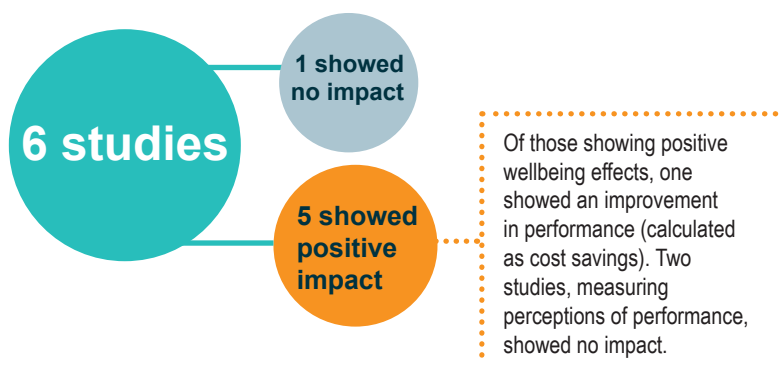 6 studies
1 showed
no impact
5 showed
positive
impact
Of those showing positive
wellbeing effects, one
showed an improvement
in performance (calculated
as cost savings). Two
studies, measuring
perceptions of performance,
showed no impact.